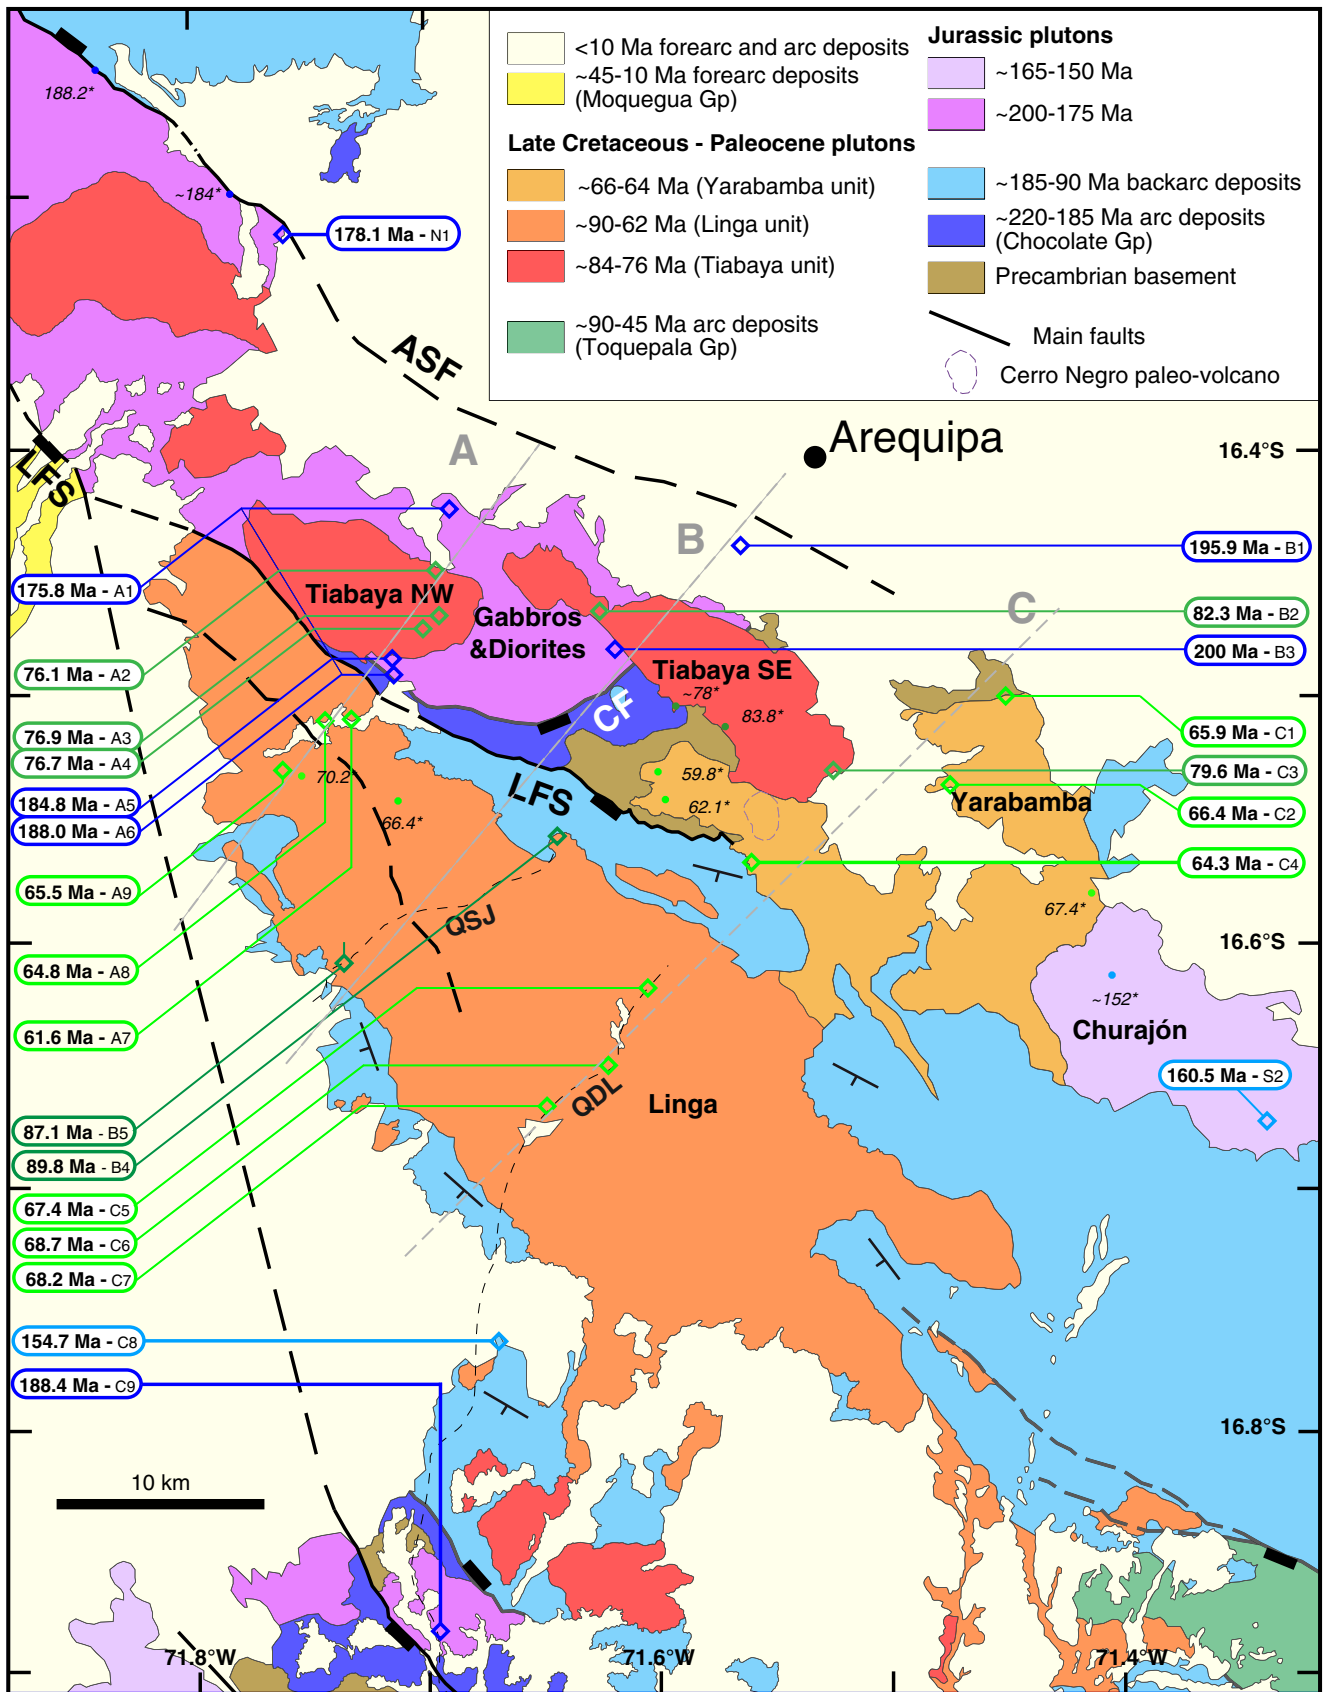 <10 Ma forearc and arc deposits
~45-10 Ma forearc deposits
(Moquegua Gp)
Late Cretaceous - Paleocene plutons
~66-64 Ma (Yarabamba unit)
~90-62 Ma (Linga unit)
~84-76 Ma (Tiabaya unit)
~90-45 Ma arc deposits
(Toquepala Gp)
Jurassic plutons
~165-150 Ma
~200-175 Ma
~185-90 Ma backarc deposits
~220-185 Ma arc deposits
(Chocolate Gp)
Precambrian basement
Main faults
Cerro Negro paleo-volcano
188.2*
~184*
178.1 Ma - N1
ASF
A
Arequipa
16.4°S
LFS
B
195.9 Ma - B1
175.8 Ma - A1
Tiabaya NW
Gabbros
&Diorites
C
82.3 Ma - B2
200 Ma - B3
76.1 Ma - A2
Tiabaya SE
~78*
83.8*
CF
65.9 Ma - C1
76.9 Ma - A3
76.7 Ma - A4
79.6 Ma - C3
70.2*
59.8*
62.1*
LFS
Yarabamba
66.4 Ma - C2
184.8 Ma - A5
188.0 Ma - A6
66.4*
64.3 Ma - C4
65.5 Ma - A9
67.4*
QSJ
16.6°S
64.8 Ma - A8
~152*
Churajón
61.6 Ma - A7
160.5 Ma - S2
QDL
Linga
87.1 Ma - B5
89.8 Ma - B4
67.4 Ma - C5
68.7 Ma - C6
68.2 Ma - C7
154.7 Ma - C8
188.4 Ma - C9
16.8°S
10 km
71.8°W
71.6°W
71.4°W